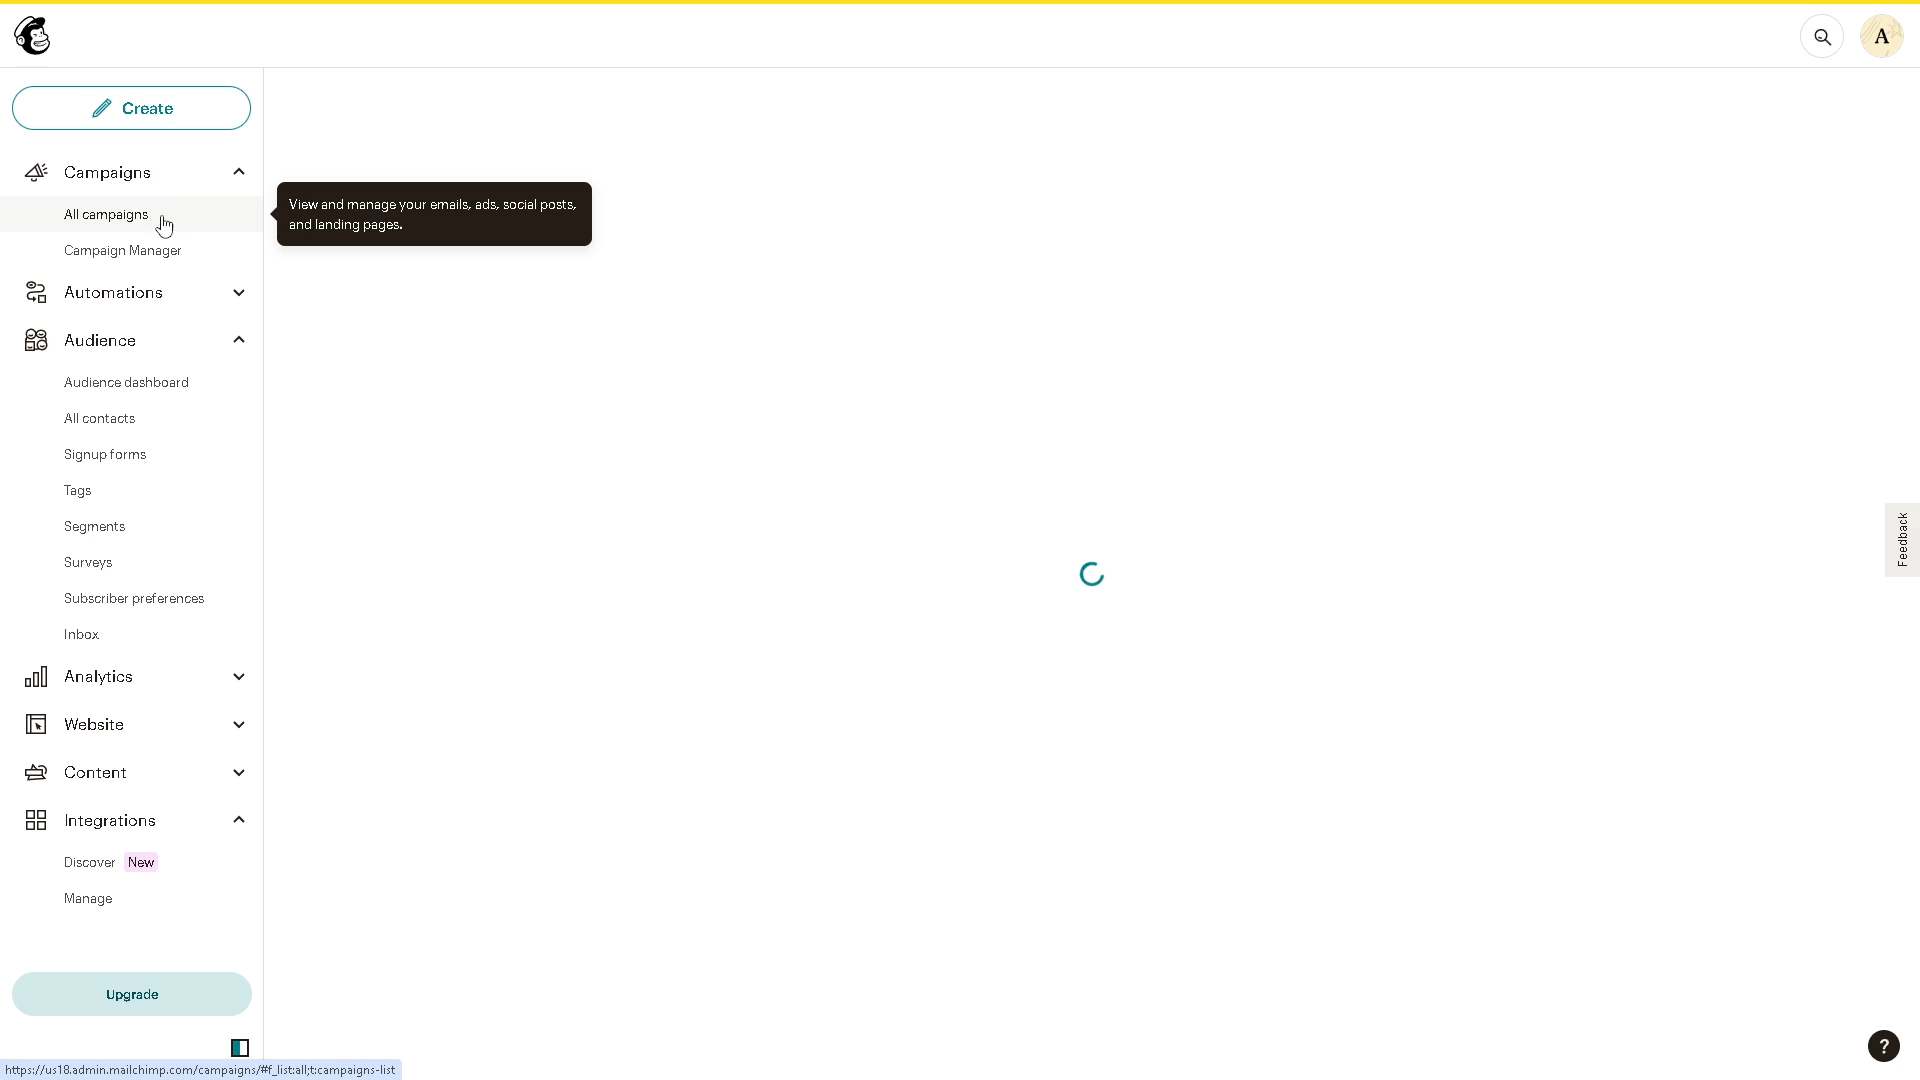 A
Create
Campaigns
All campaigns
View and manage your emails, ads, social posts,
and landing pages.
Campaign Manager
Automations
Audience
Audience dashboard
All contacts
Signup forms
Tags
Segments
Surveys
Subscriber preferences
Inbox
Analytics
Website
Content
Integrations
Discover New
Manage
Upgrade
Feedback
?
https://us18.admin.mailchimp.com/campaigns/#f_list:all;t:campaigns-list